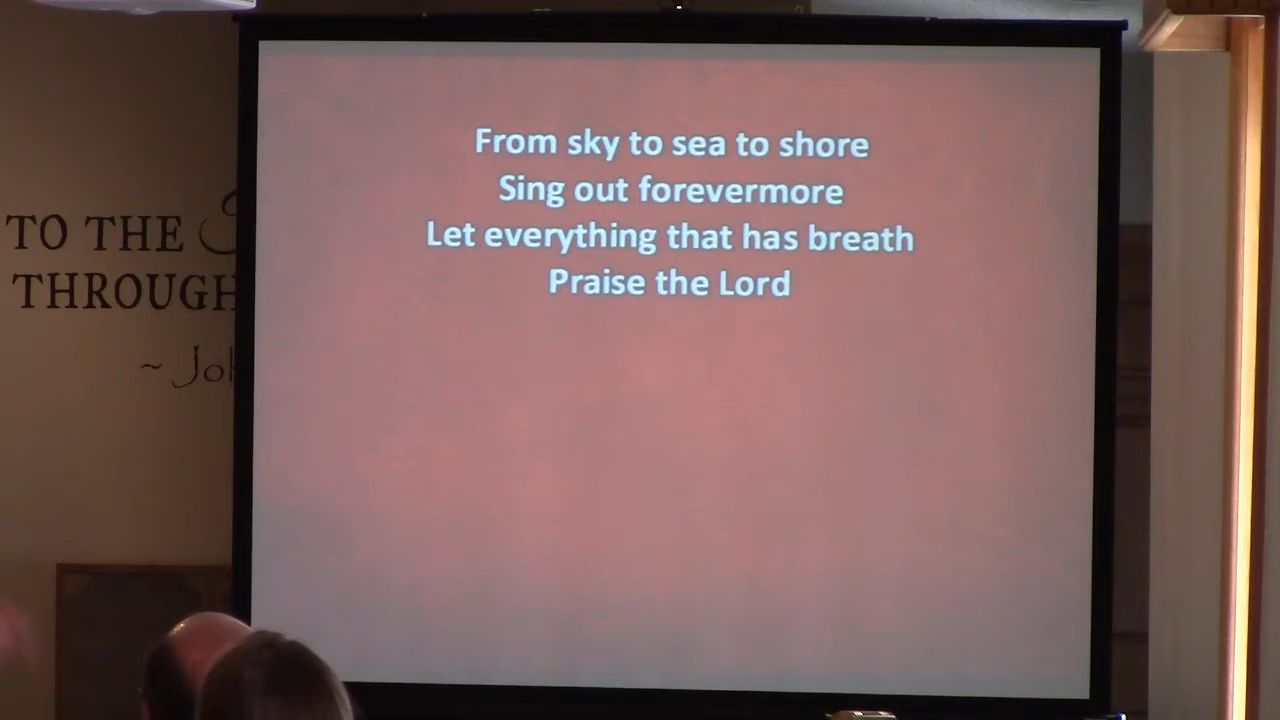 TO THE
THROUGH
~ Joh
From sky to sea to shore
Sing out forevermore
Let everything that has breath
Praise the Lord